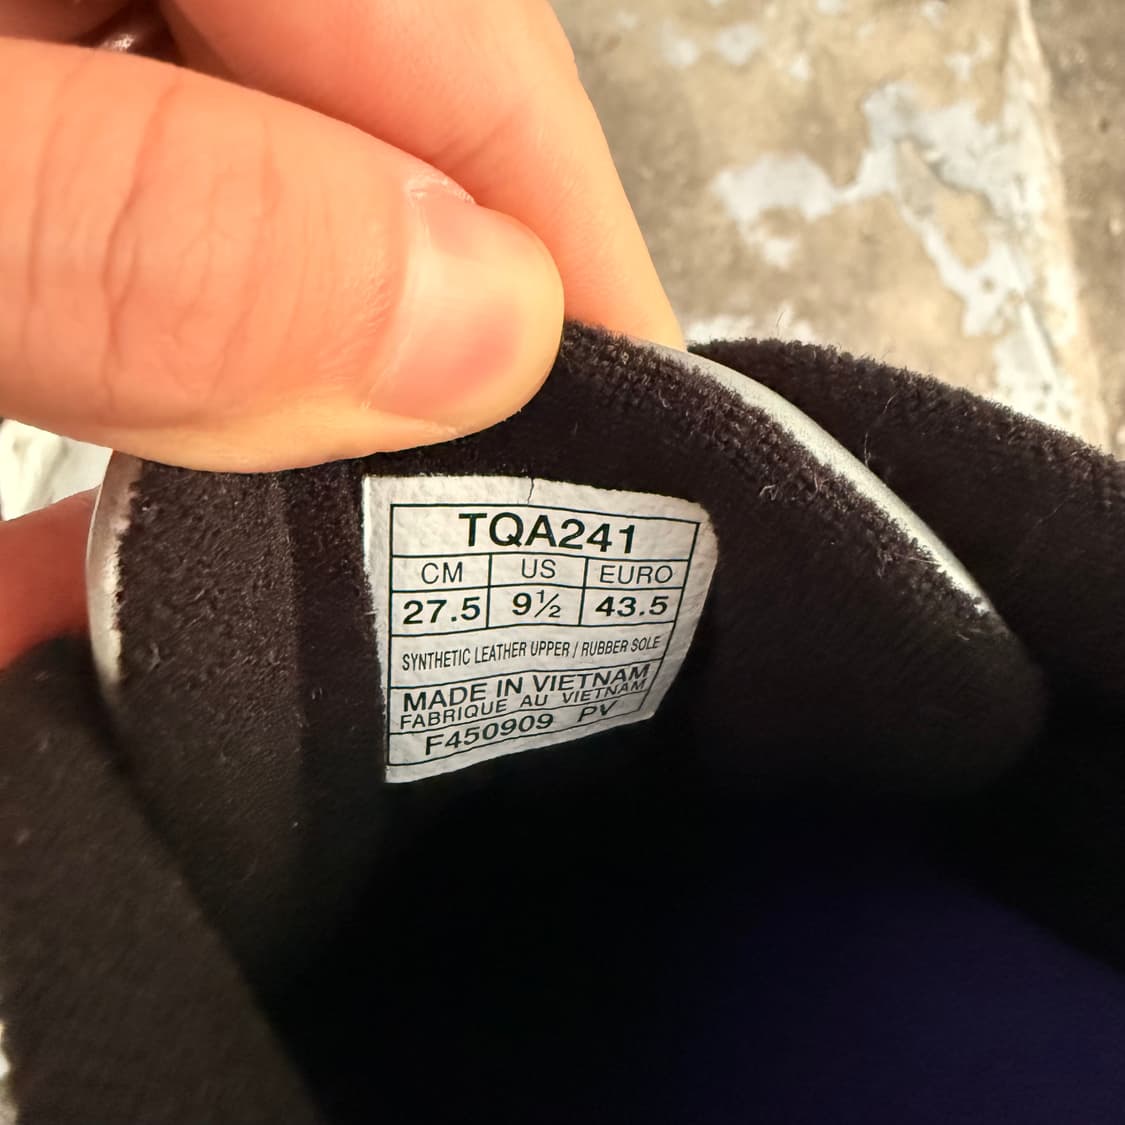 TQA241
CM US EURO
27.5 9½ 43.5
SYNTHETIC LEATHER UPPER / RUBBER SOLE
MADE IN VIETNAM
FABRIQUE AU VIETNAM
F450909 PV